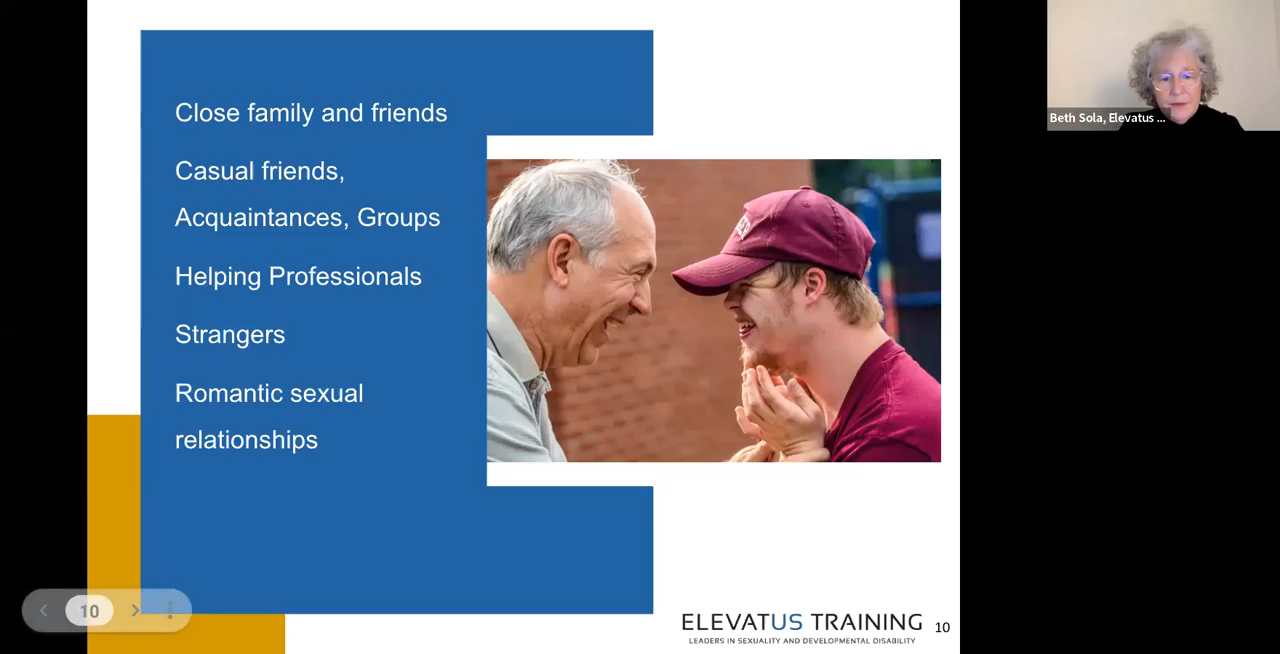 Close family and friends
Casual friends,
Acquaintances, Groups
Helping Professionals
Strangers
Romantic sexual
relationships
Beth Sola, Elevatus ...
10
ELEVATUS TRAINING
LEADERS IN SEXUALITY AND DEVELOPMENTAL DISABILITY
10